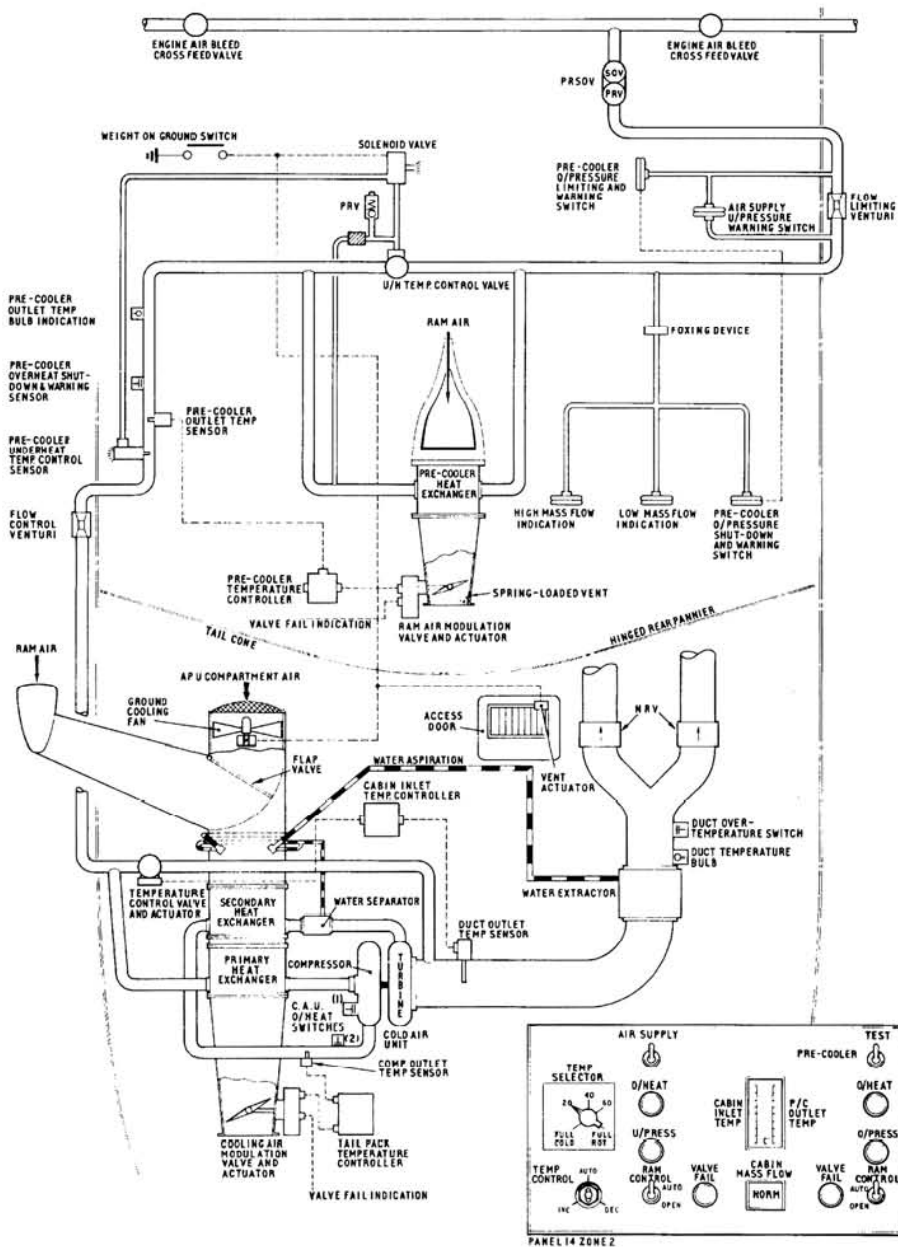 ENGINE AIR BLEED
CROSS FEED VALVE
ENGINE AIR BLEED
CROSS FEED VALVE
PRSOV
SOV
PRV
WEIGHT ON GROUND SWITCH
SOLENOID VALVE
PRE-COOLER
O/PRESSURE
LIMITING AND
WARNING
SWITCH
PRV
AIR SUPPLY
U/PRESSURE
WARNING SWITCH
FLOW
LIMITING
VENTURI
U/H TEMP. CONTROL VALVE
PRE-COOLER
OUTLET TEMP
BULB INDICATION
RAM AIR
FOXING DEVICE
PRE-COOLER
OVERHEAT SHUT-
DOWN & WARNING
SENSOR
PRE-COOLER
OUTLET TEMP
SENSOR
PRE-COOLER
UNDERHEAT
TEMP. CONTROL
SENSOR
PRE-COOLER
HEAT
EXCHANGER
FLOW
CONTROL
VENTURI
HIGH MASS FLOW
INDICATION
LOW MASS FLOW
INDICATION
PRE-COOLER
O/PRESSURE
SHUT-DOWN
AND WARNING
SWITCH
PRE-COOLER
TEMPERATURE
CONTROLLER
SPRING-LOADED VENT
RAM AIR MODULATION
VALVE AND ACTUATOR
VALVE FAIL INDICATION
TAIL CONE
HINGED REAR PANNIER
RAM AIR
APU COMPARTMENT AIR
GROUND
COOLING
FAN
ACCESS
DOOR
NRV
FLAP
VALVE
WATER ASPIRATION
VENT
ACTUATOR
CABIN INLET
TEMP. CONTROLLER
DUCT OVER-
TEMPERATURE SWITCH
DUCT TEMPERATURE
BULB
TEMPERATURE
CONTROL VALVE
AND ACTUATOR
SECONDARY
HEAT
EXCHANGER
WATER SEPARATOR
WATER EXTRACTOR
DUCT OUTLET
TEMP SENSOR
PRIMARY
HEAT
EXCHANGER
COMPRESSOR
TURBINE
(1)
C.A.U.
O/HEAT
SWITCHES
(2)
COLD AIR
UNIT
COMP OUTLET
TEMP SENSOR
COOLING AIR
MODULATION
VALVE AND
ACTUATOR
TAIL PACK
TEMPERATURE
CONTROLLER
VALVE FAIL INDICATION
AIR SUPPLY
TEST
PRE-COOLER
TEMP
SELECTOR
20
40
60
FULL
COLD
FULL
HOT
O/HEAT
U/PRESS
CABIN
INLET
TEMP
C
P/C
OUTLET
TEMP
O/HEAT
O/PRESS
TEMP
CONTROL
AUTO
INC
DEC
RAM
CONTROL
AUTO
OPEN
VALVE
FAIL
CABIN
MASS FLOW
NORM
VALVE
FAIL
RAM
CONTROL
AUTO
OPEN
PANEL 14 ZONE 2